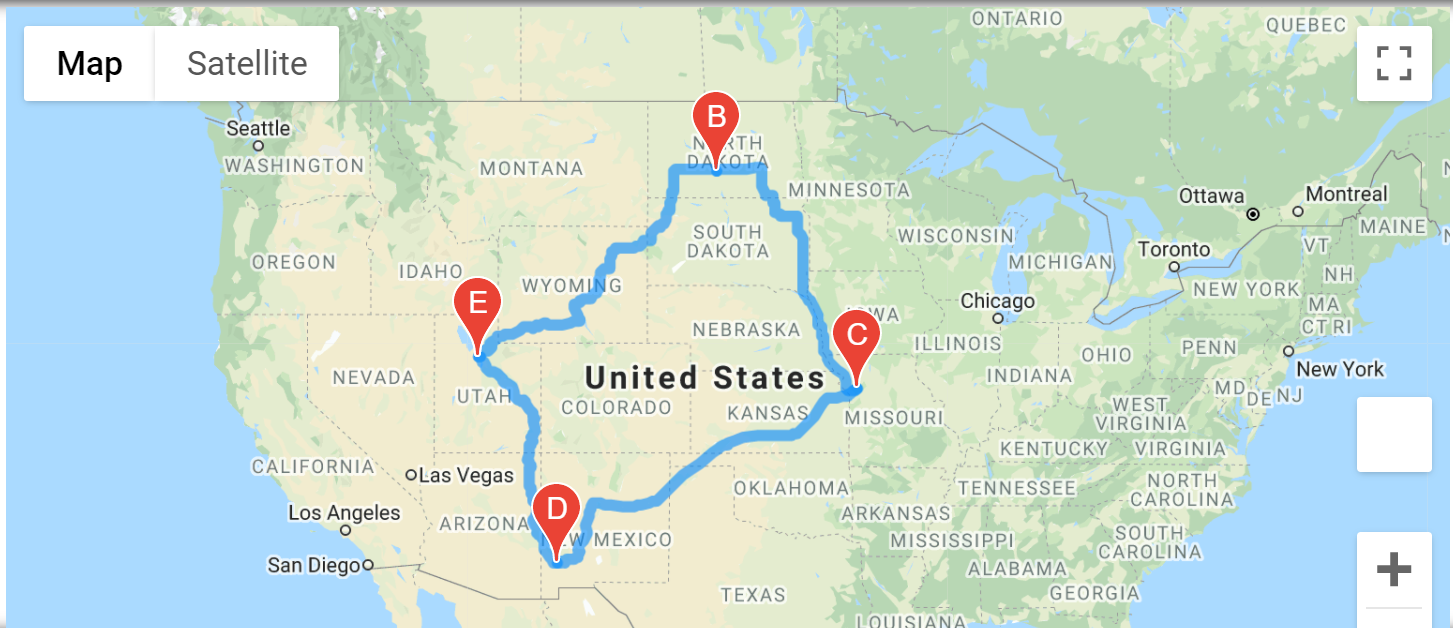 ONTARIO
QUEBEC
Map
Satellite
B
Seattle
WASHINGTON
MONTANA
NORTH
DAKOTA
MINNESOTA
Ottawa
Montreal
MAINE
OREGON
IDAHO
SOUTH
DAKOTA
WISCONSIN
MICHIGAN
Toronto
VT
NH
E
WYOMING
NEW YORK
MA
CT RI
Chicago
IOWA
C
NEBRASKA
ILLINOIS
OHIO
PENN
New York
NEVADA
UTAH
United States
COLORADO
KANSAS
MISSOURI
INDIANA
WEST
VIRGINIA
MD
DE
NJ
KENTUCKY
VIRGINIA
CALIFORNIA
Las Vegas
OKLAHOMA
TENNESSEE
NORTH
CAROLINA
Los Angeles
ARIZONA
D
NEW MEXICO
ARKANSAS
MISSISSIPPI
SOUTH
CAROLINA
San Diego
ALABAMA
TEXAS
GEORGIA
LOUISIANA
+